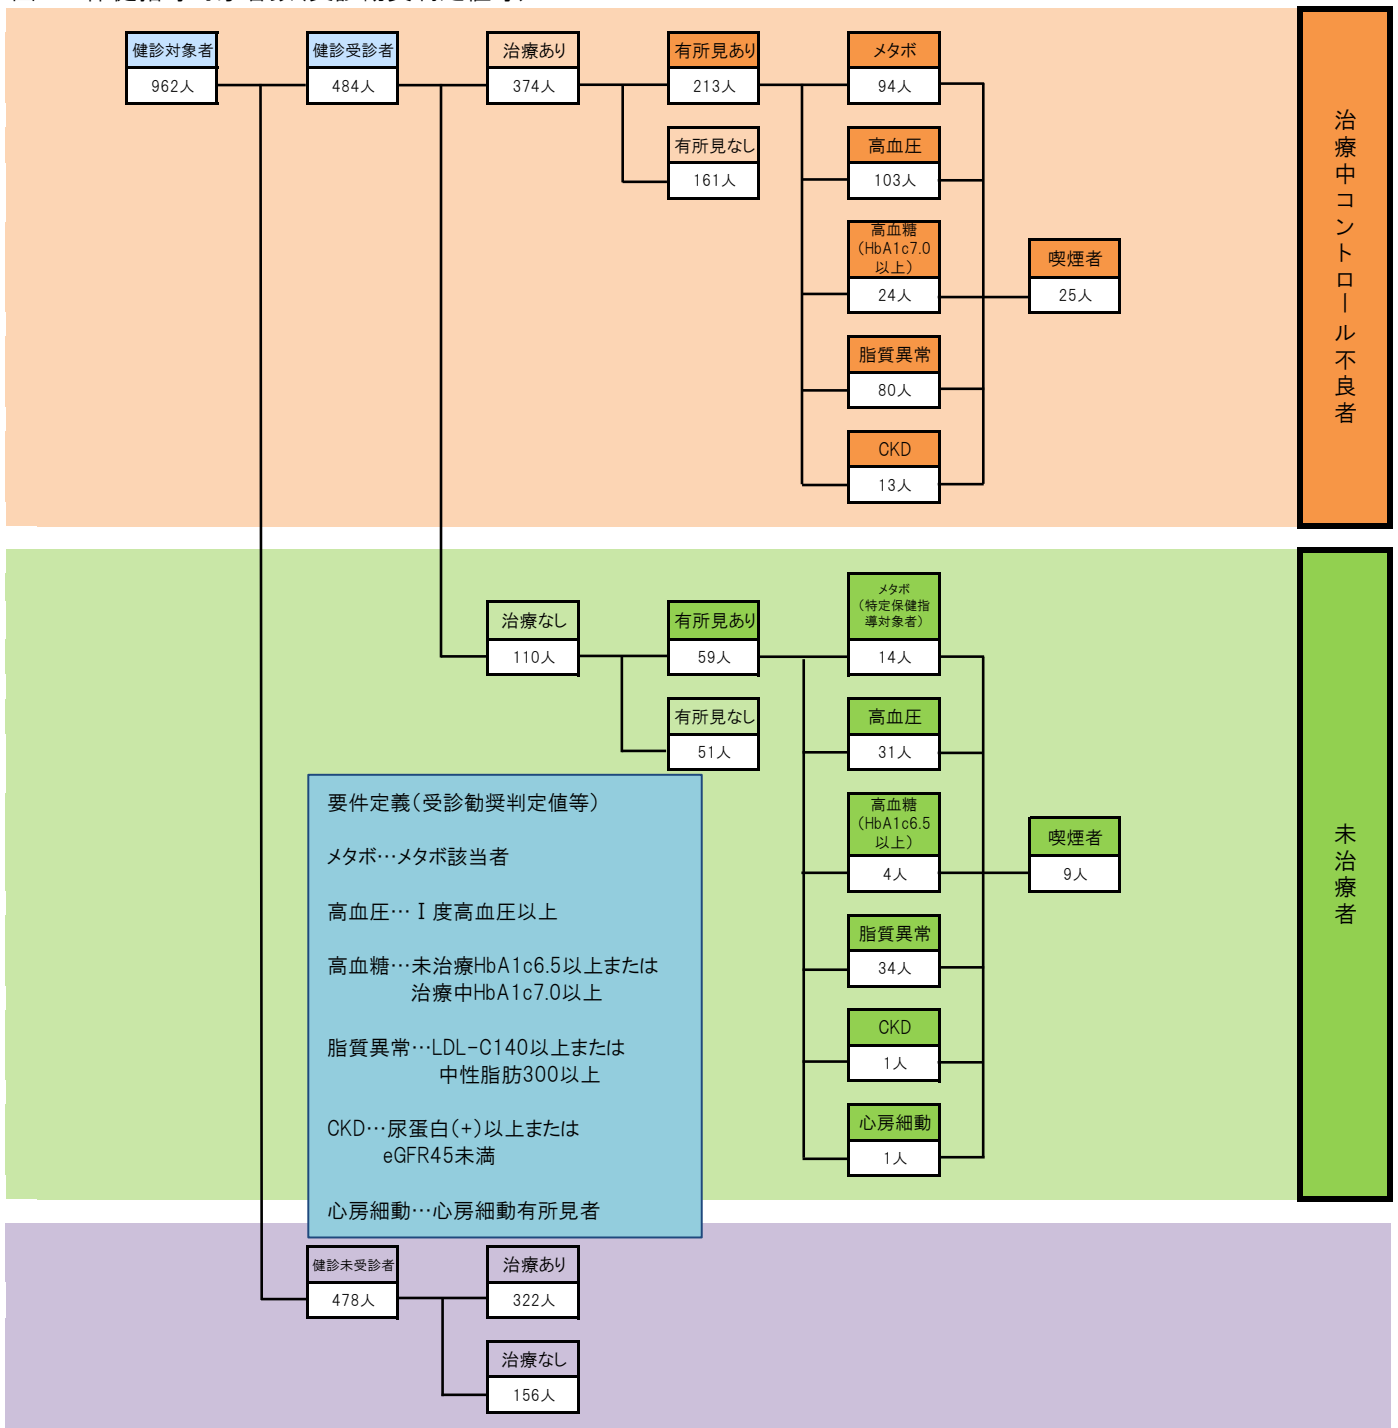 健診対象者
962人
健診受診者
484人
治療あり
374人
有所見あり
213人
有所見なし
161人
メタボ
94人
高血圧
103人
高血糖
(HbA1c7.0
以上)
24人
脂質異常
80人
CKD
13人
喫煙者
25人
治療中コントロール不良者
治療なし
110人
有所見あり
59人
有所見なし
51人
メタボ
(特定保健指
導対象者)
14人
高血圧
31人
高血糖
(HbA1c6.5
以上)
4人
脂質異常
34人
CKD
1人
心房細動
1人
喫煙者
9人
未治療者
要件定義(受診勧奨判定値等)
メタボ…メタボ該当者
高血圧…Ⅰ度高血圧以上
高血糖…未治療HbA1c6.5以上または
治療中HbA1c7.0以上
脂質異常…LDL-C140以上または
中性脂肪300以上
CKD…尿蛋白(+)以上または
eGFR45未満
心房細動…心房細動有所見者
健診未受診者
478人
治療あり
322人
治療なし
156人